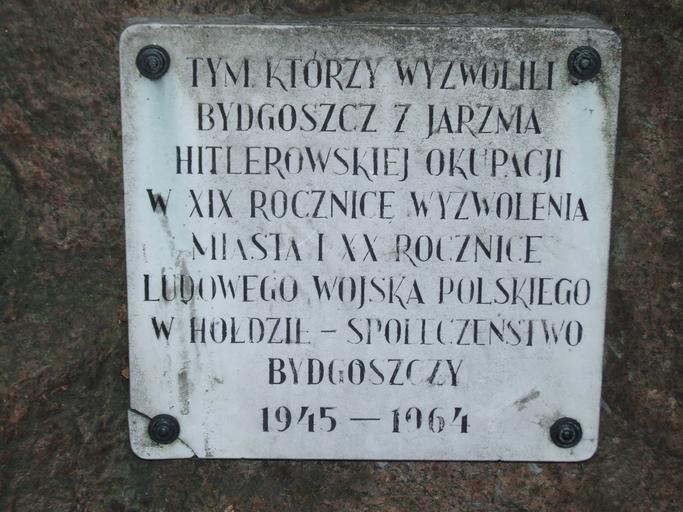 TYM, KTÓRZY WYZWOLILI
BYDGOSZCZ Z JARZMA
HITLEROWSKIEJ OKUPACJI
W XIX ROCZNICĘ WYZWOLENIA
MIASTA I XX ROCZNICĘ
LUDOWEGO WOJSKA POLSKIEGO
W HOŁDZIE – SPOŁECZEŃSTWO
BYDGOSZCZY
1945 — 1964